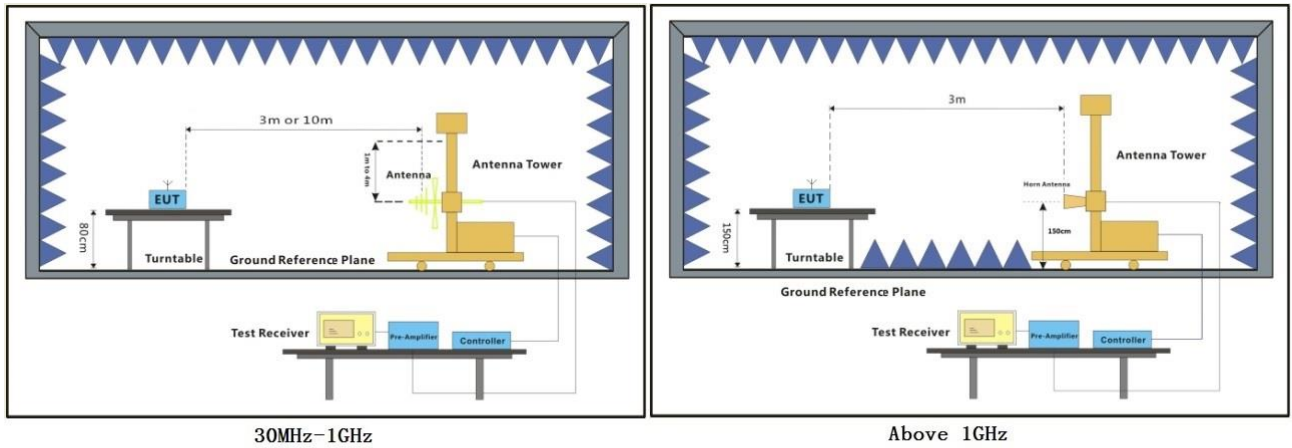 3m or 10m
1m to 4m
Antenna
Antenna Tower
EUT
80cm
Turntable
Ground Reference Plane
Test Receiver
Pre-Amplifier
Controller
30MHz-1GHz
3m
Antenna Tower
Horn Antenna
EUT
150cm
150cm
Turntable
Ground Reference Plane
Test Receiver
Pre-Amplifier
Controller
Above 1GHz